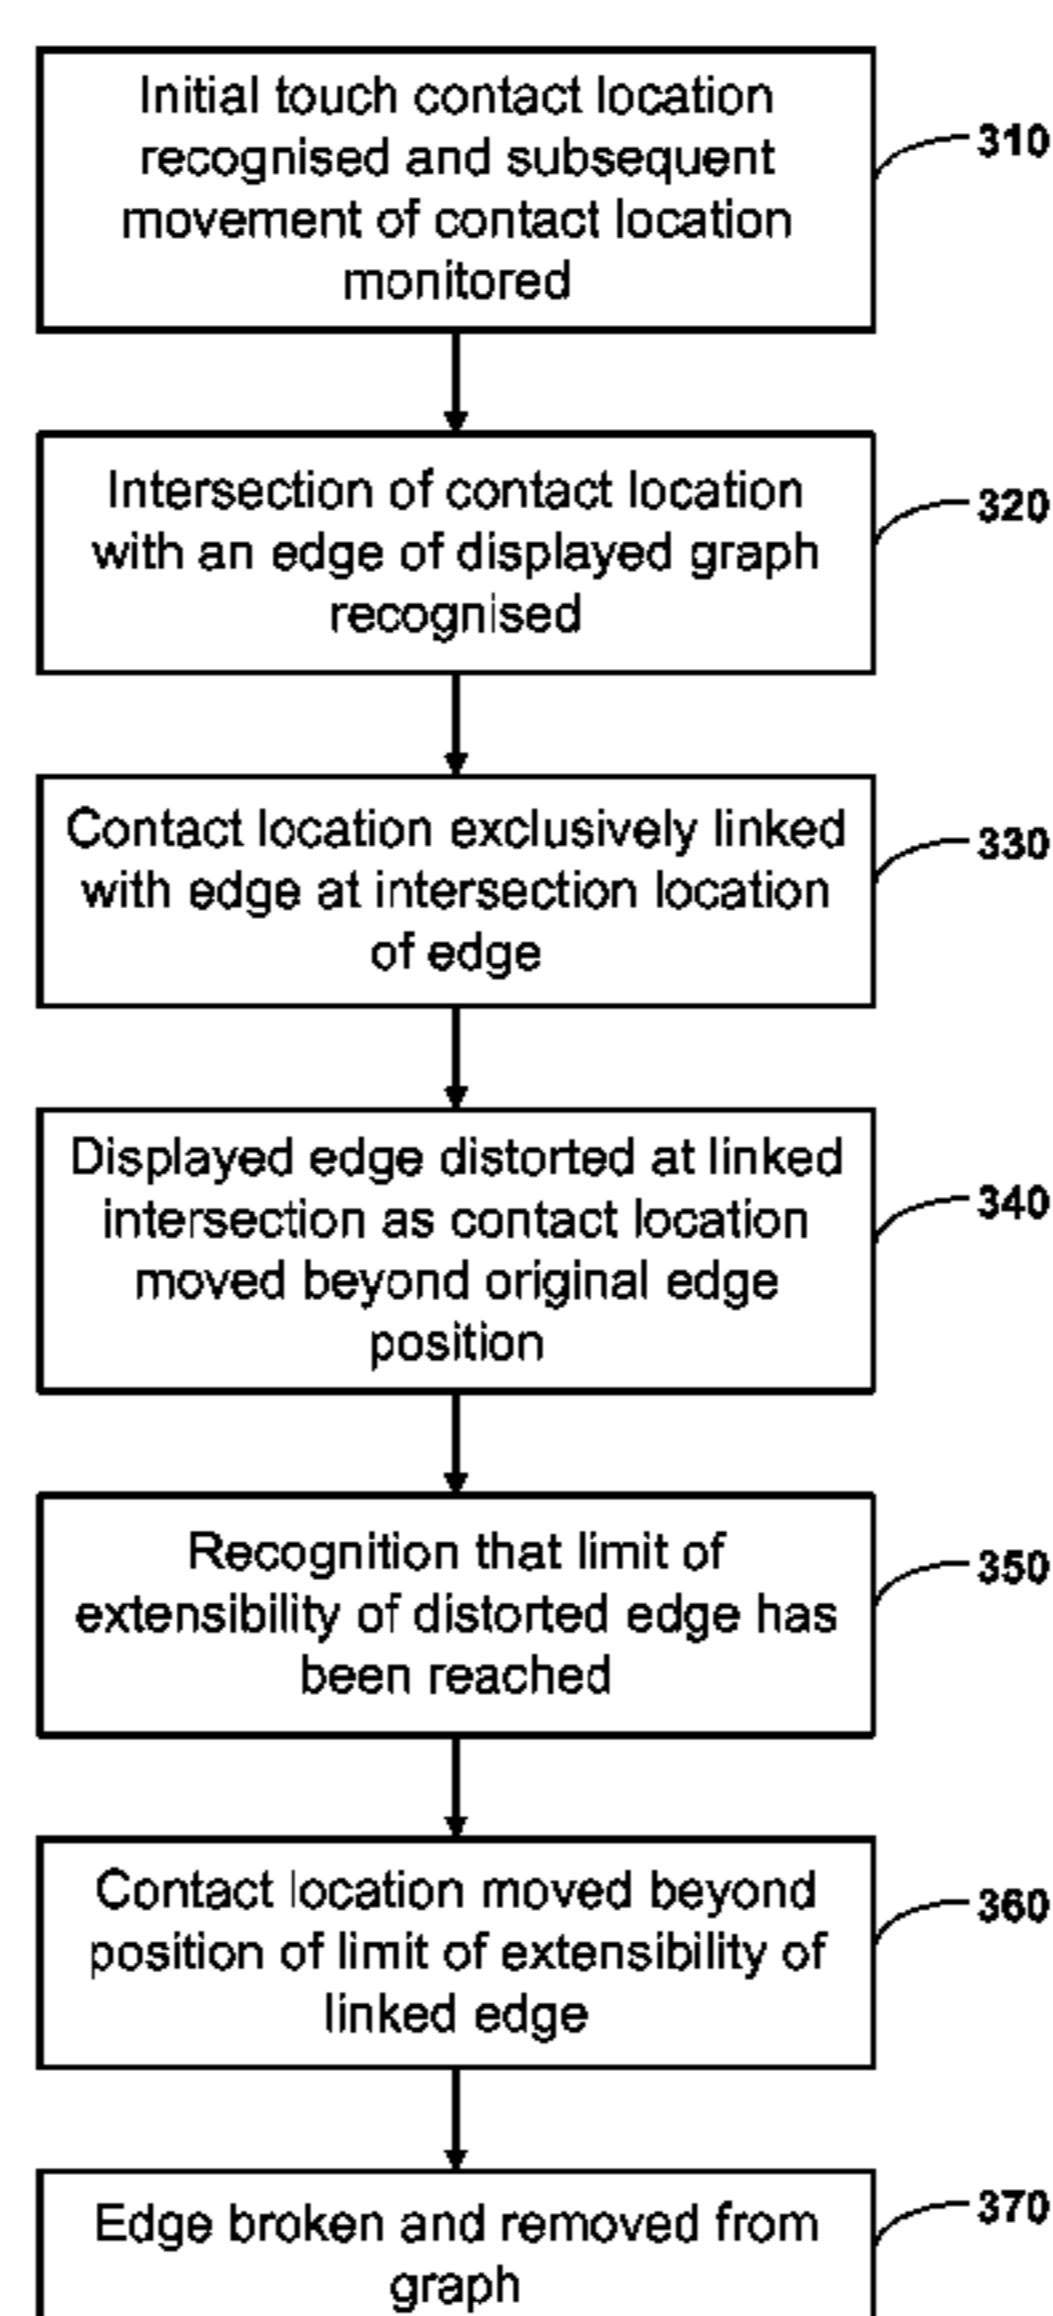 Initial touch contact location
recognised and subsequent
movement of contact location
monitored
310
Intersection of contact location
with an edge of displayed graph
recognised
320
Contact location exclusively linked
with edge at intersection location
of edge
330
Displayed edge distorted at linked
intersection as contact location
moved beyond original edge
position
340
Recognition that limit of
extensibility of distorted edge has
been reached
350
Contact location moved beyond
position of limit of extensibility of
linked edge
360
Edge broken and removed from
graph
370